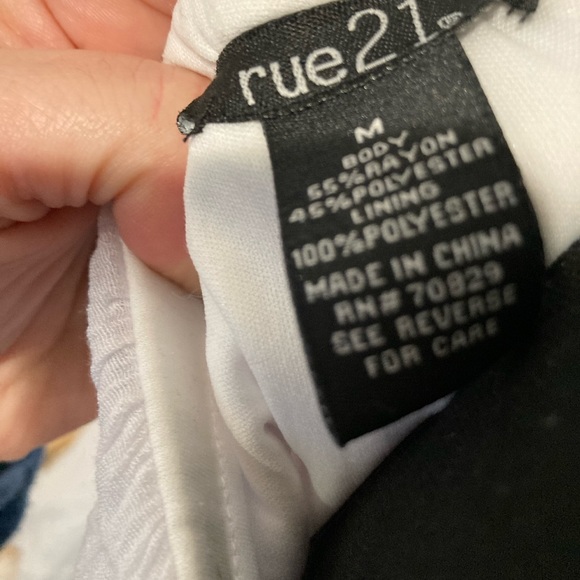 rue21
M
BODY
55%RAYON
45%POLYESTER
LINING
100%POLYESTER
MADE IN CHINA
RN# 70829
SEE REVERSE
FOR CARE